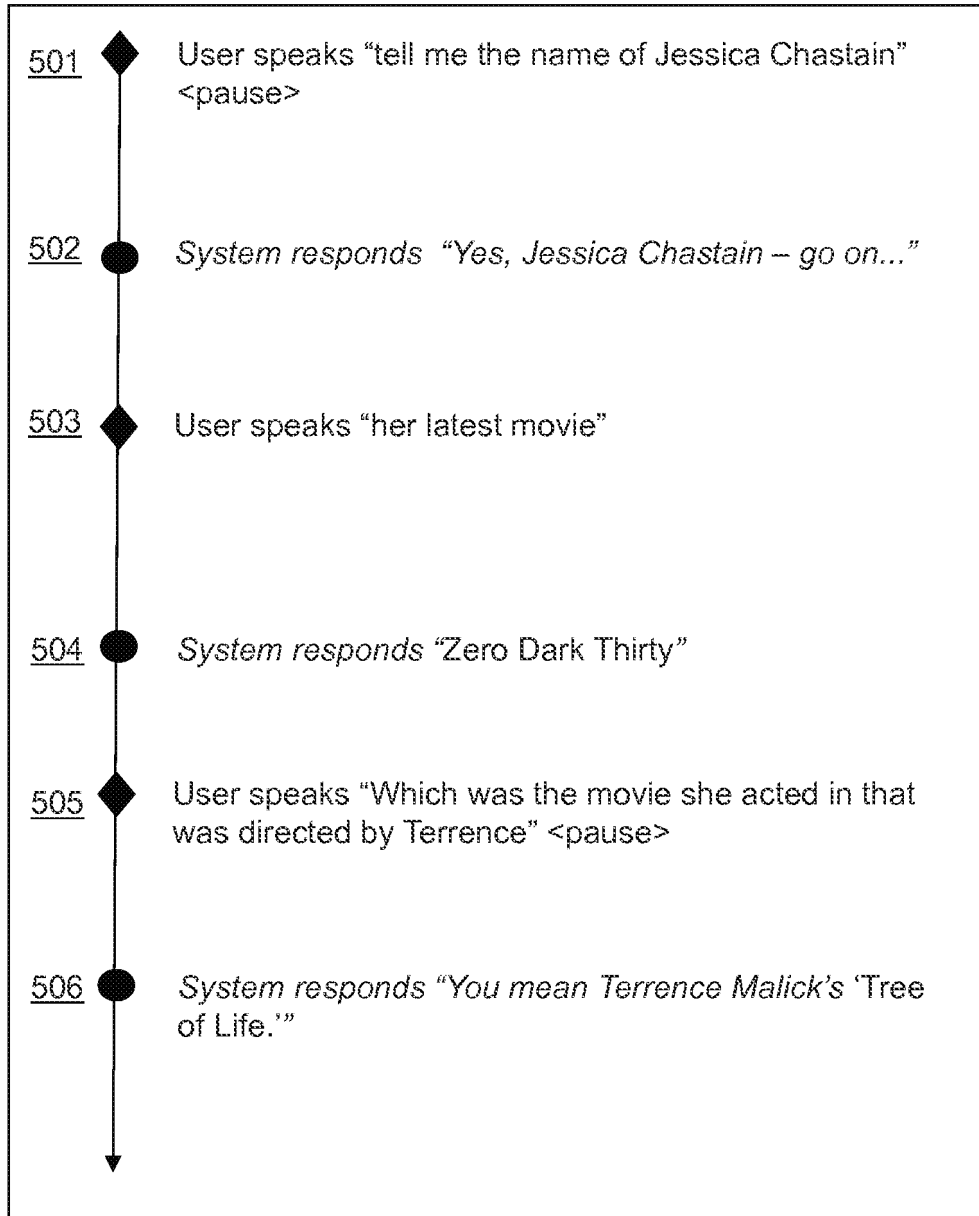 501 User speaks “tell me the name of Jessica Chastain”
<pause>
502 System responds “Yes, Jessica Chastain – go on...”
503 User speaks “her latest movie”
504 System responds “Zero Dark Thirty”
505 User speaks “Which was the movie she acted in that
was directed by Terrence” <pause>
506 System responds “You mean Terrence Malick’s ‘Tree
of Life.’”